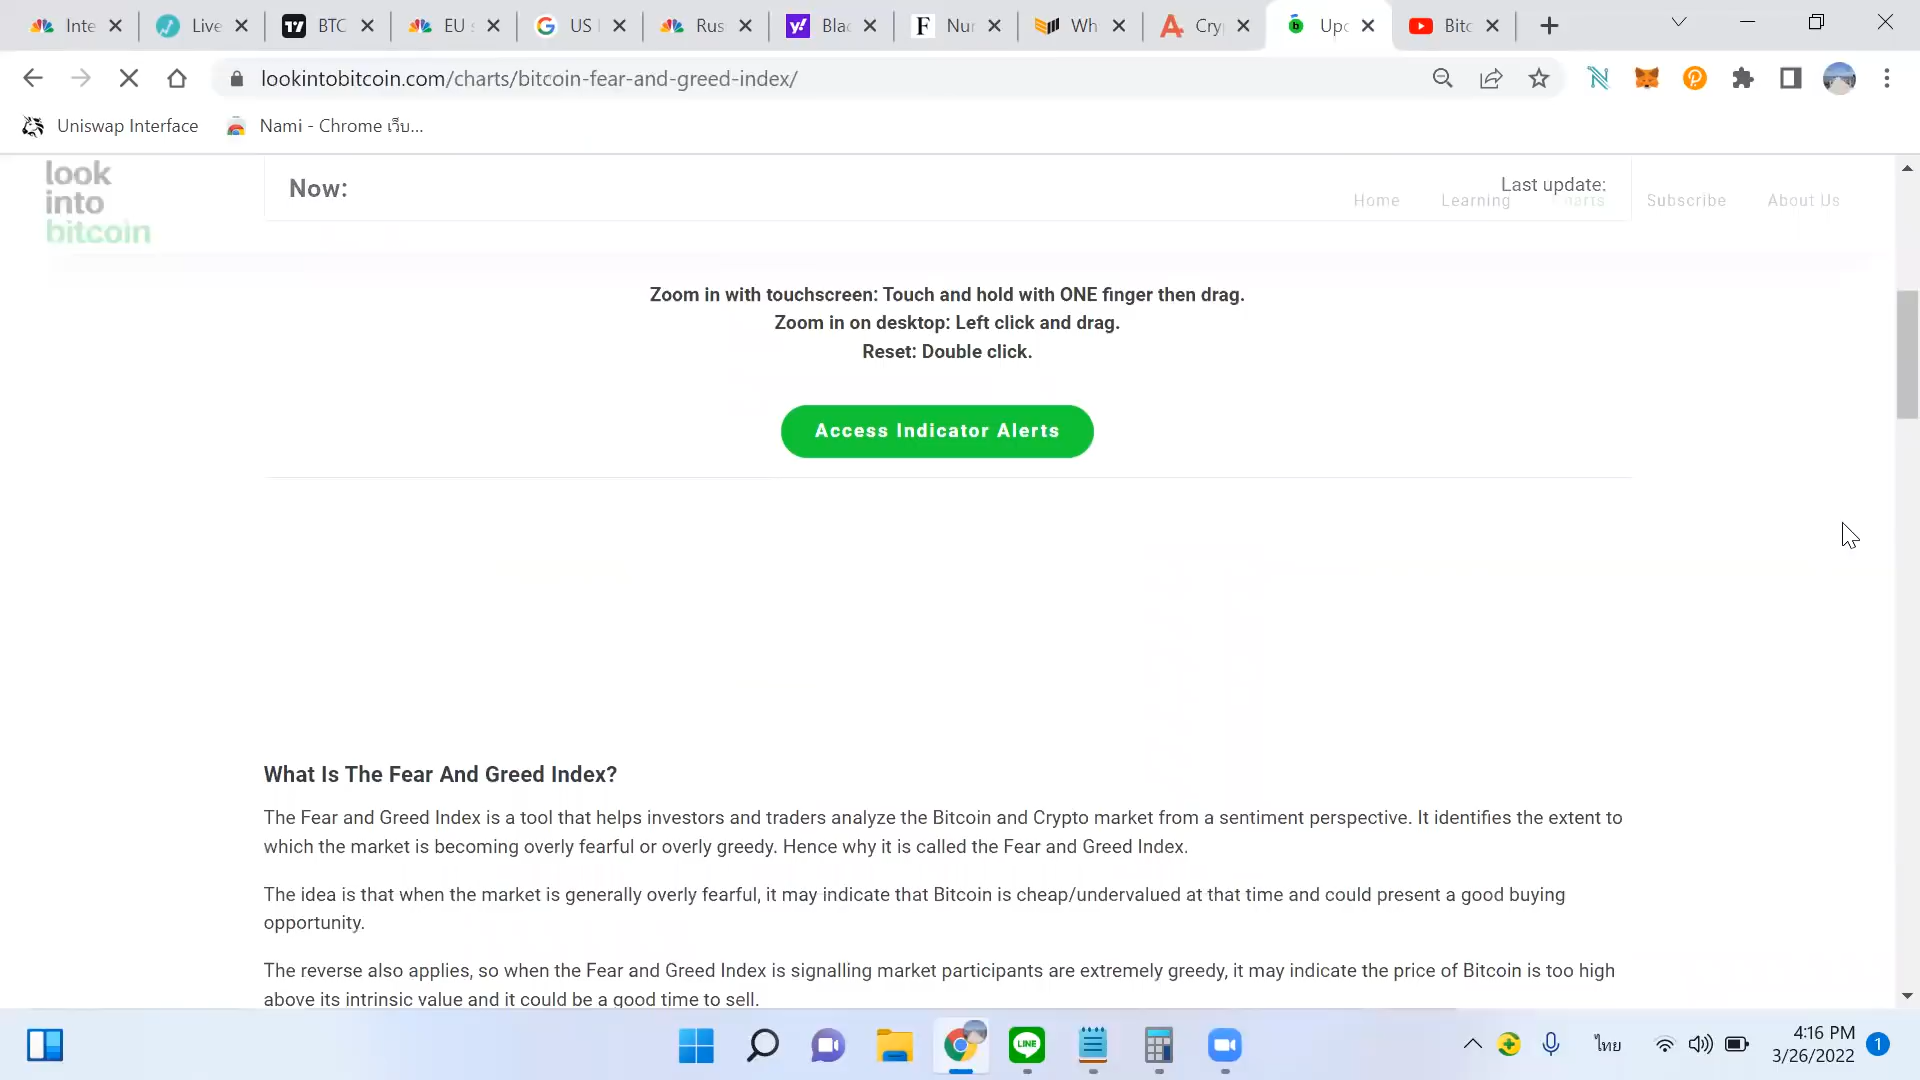 Inte
Live
BTC
EU
US
Rus
Blac
Nur
Wh
Cry
Upd
Bitc
lookintobitcoin.com/charts/bitcoin-fear-and-greed-index/
Uniswap Interface
Nami - Chrome เว็บ...
look
into
bitcoin
Now:
Last update:
Home
Learning
Charts
Subscribe
About Us
Zoom in with touchscreen: Touch and hold with ONE finger then drag.
Zoom in on desktop: Left click and drag.
Reset: Double click.
Access Indicator Alerts
What Is The Fear And Greed Index?
The Fear and Greed Index is a tool that helps investors and traders analyze the Bitcoin and Crypto market from a sentiment perspective. It identifies the extent to
which the market is becoming overly fearful or overly greedy. Hence why it is called the Fear and Greed Index.
The idea is that when the market is generally overly fearful, it may indicate that Bitcoin is cheap/undervalued at that time and could present a good buying
opportunity.
The reverse also applies, so when the Fear and Greed Index is signalling market participants are extremely greedy, it may indicate the price of Bitcoin is too high
above its intrinsic value and it could be a good time to sell.
LINE
ไทย
4:16 PM
3/26/2022
1